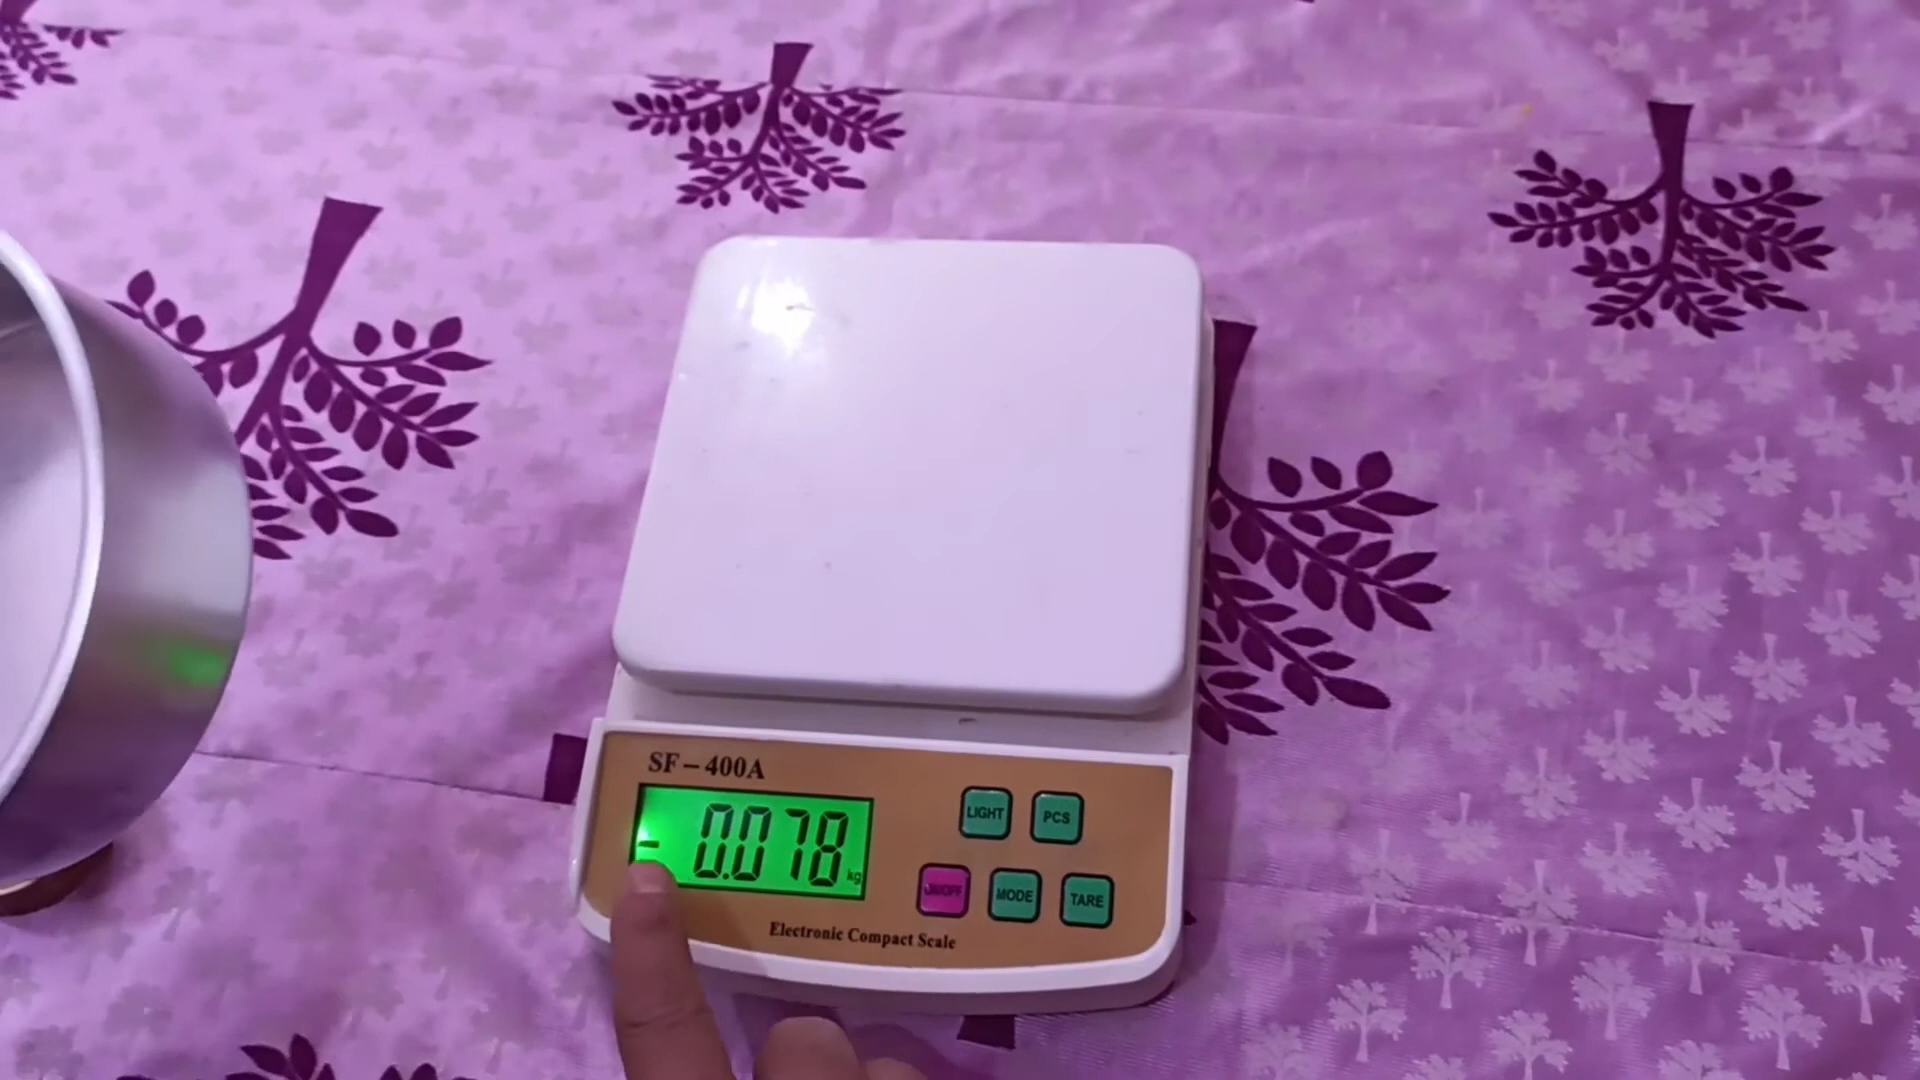 SF-400A
- 0.078 kg
LIGHT PCS
ON/OFF MODE TARE
Electronic Compact Scale